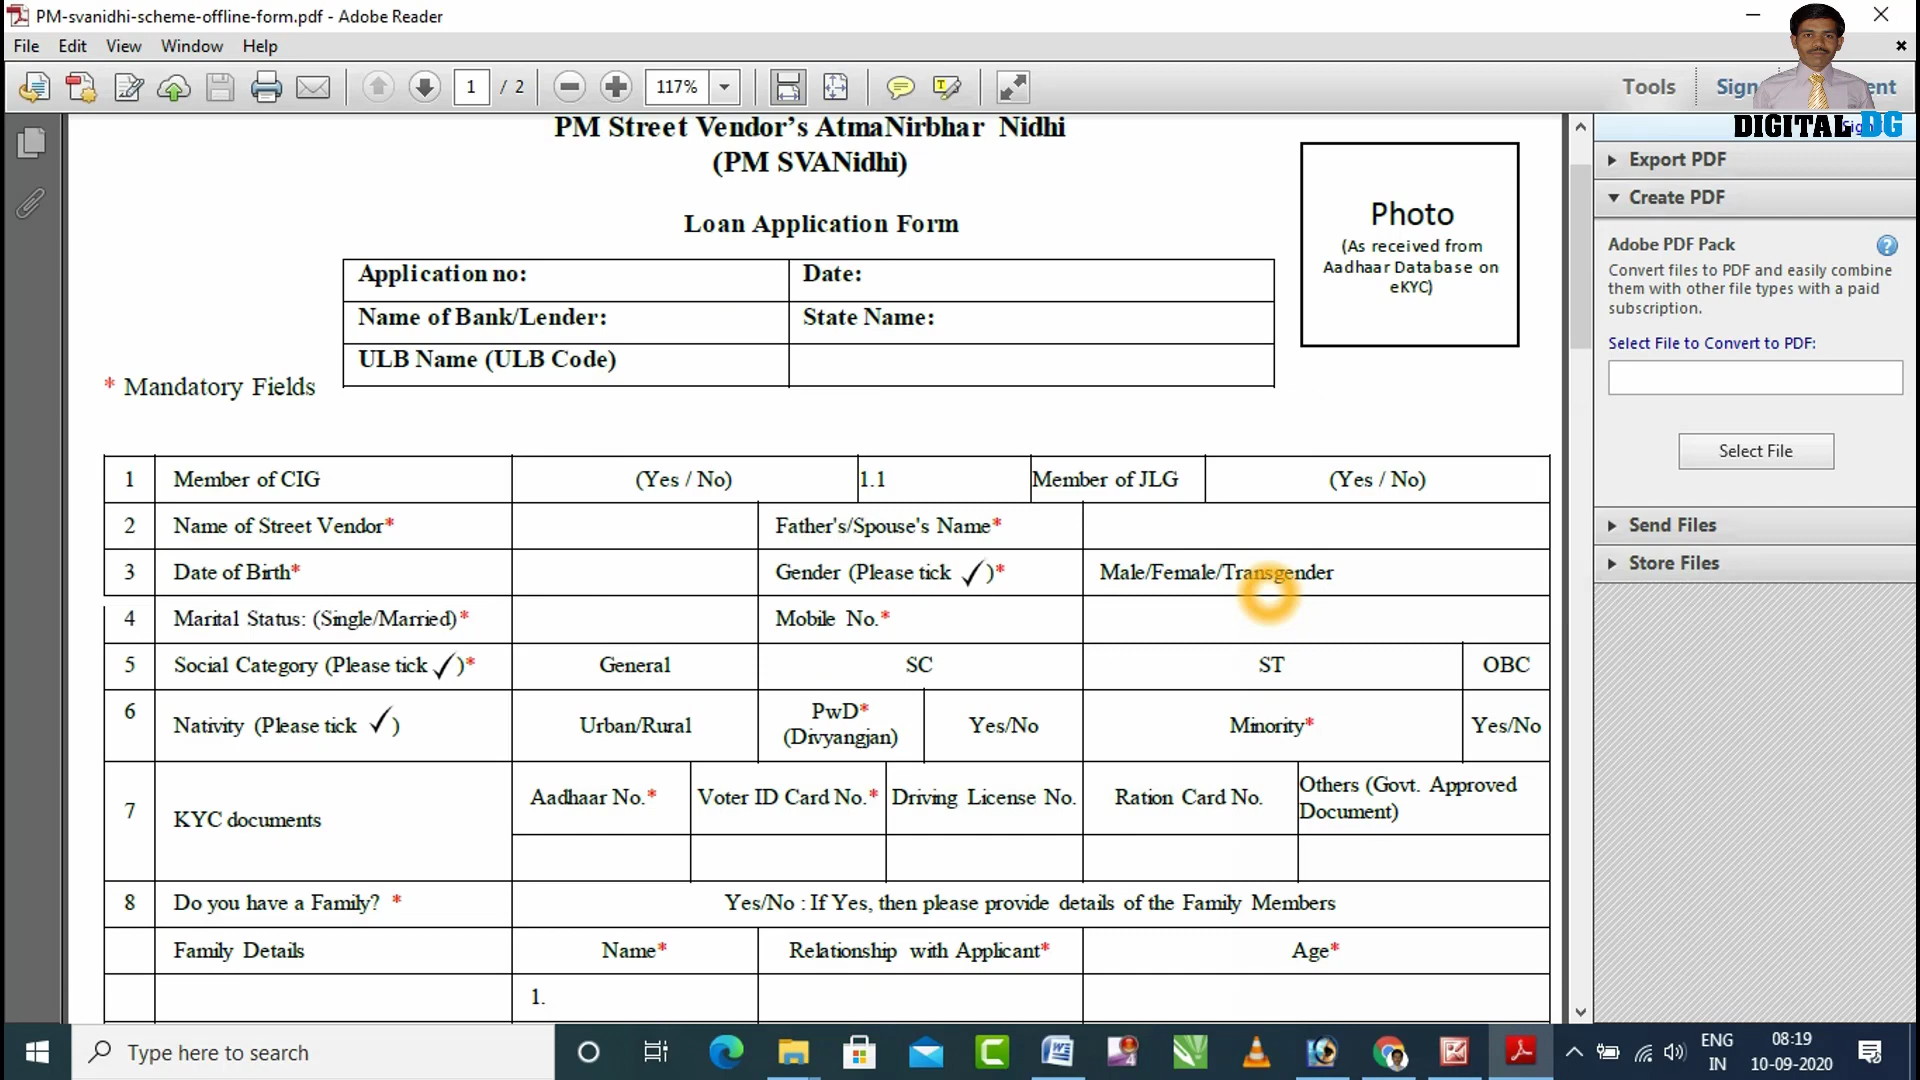 PM-svanidhi-scheme-offline-form.pdf - Adobe Reader
File Edit View Window Help
1 / 2 117% Tools Sign ent
DIGITAL DG
PM Street Vendor's AtmaNirbhar Nidhi
(PM SVANidhi)
Loan Application Form
Photo
(As received from
Aadhaar Database on
eKYC)
Application no: Date:
Name of Bank/Lender: State Name:
ULB Name (ULB Code)
* Mandatory Fields
1 Member of CIG (Yes / No) 1.1 Member of JLG (Yes / No)
2 Name of Street Vendor* Father's/Spouse's Name*
3 Date of Birth* Gender (Please tick ✓)* Male/Female/Transgender
4 Marital Status: (Single/Married)* Mobile No.*
5 Social Category (Please tick ✓)* General SC ST OBC
6 Nativity (Please tick ✓) Urban/Rural PwD* (Divyangjan) Yes/No Minority* Yes/No
7 KYC documents Aadhaar No.* Voter ID Card No.* Driving License No. Ration Card No. Others (Govt. Approved Document)
8 Do you have a Family? * Yes/No : If Yes, then please provide details of the Family Members
Family Details Name* Relationship with Applicant* Age*
1.
Export PDF
Create PDF
Adobe PDF Pack
Convert files to PDF and easily combine
them with other file types with a paid
subscription.
Select File to Convert to PDF:
Select File
Send Files
Store Files
Type here to search
ENG
IN
08:19
10-09-2020